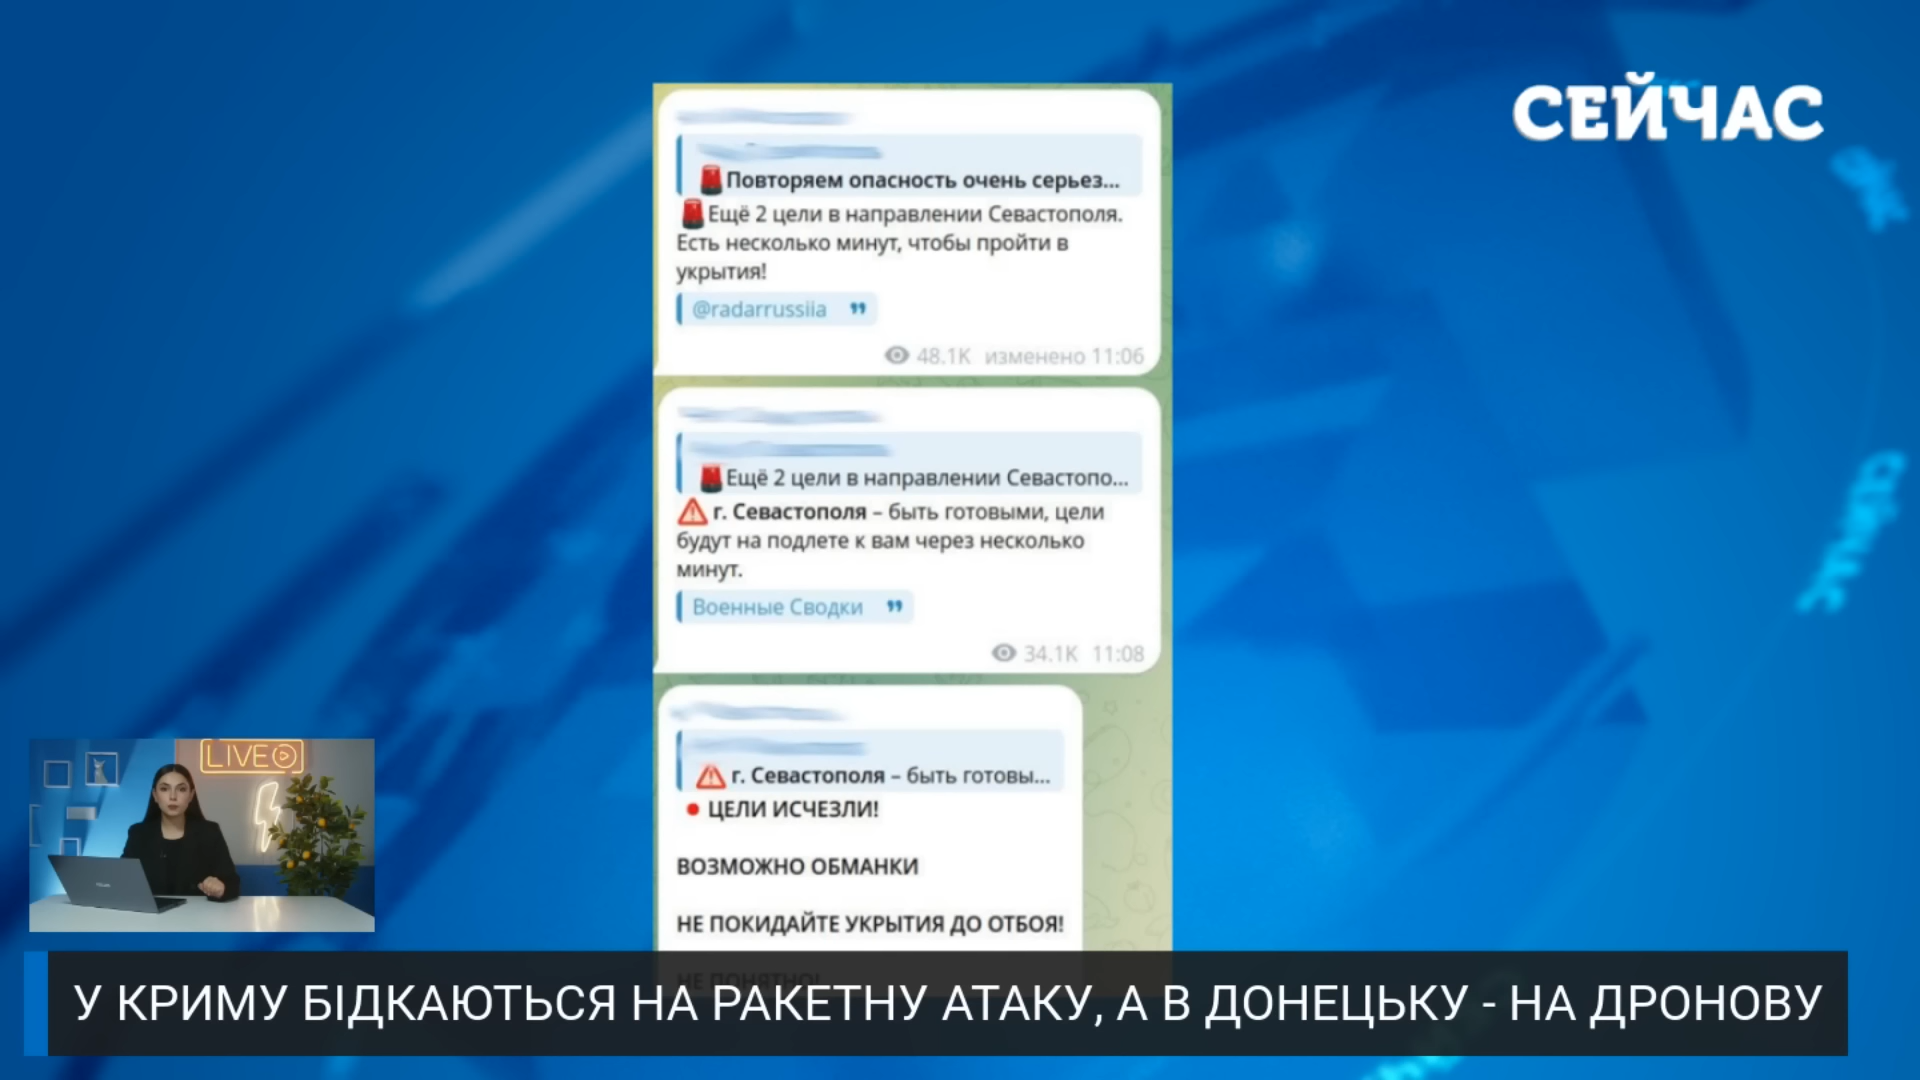 СЕЙЧАС
Повторяем опасность очень серьез...
Ещё 2 цели в направлении Севастополя.
Есть несколько минут, чтобы пройти в
укрытия!
@radarrussiia
48.1K изменено 11:06
Ещё 2 цели в направлении Севастопо...
г. Севастополя – быть готовыми, цели
будут на подлете к вам через несколько
минут.
Военные Сводки
34.1K 11:08
г. Севастополя – быть готовы...
ЦЕЛИ ИСЧЕЗЛИ!
ВОЗМОЖНО ОБМАНКИ
НЕ ПОКИДАЙТЕ УКРЫТИЯ ДО ОТБОЯ!
НЕ ПОНЯТНО!
LIVE
У КРИМУ БІДКАЮТЬСЯ НА РАКЕТНУ АТАКУ, А В ДОНЕЦЬКУ - НА ДРОНОВУ